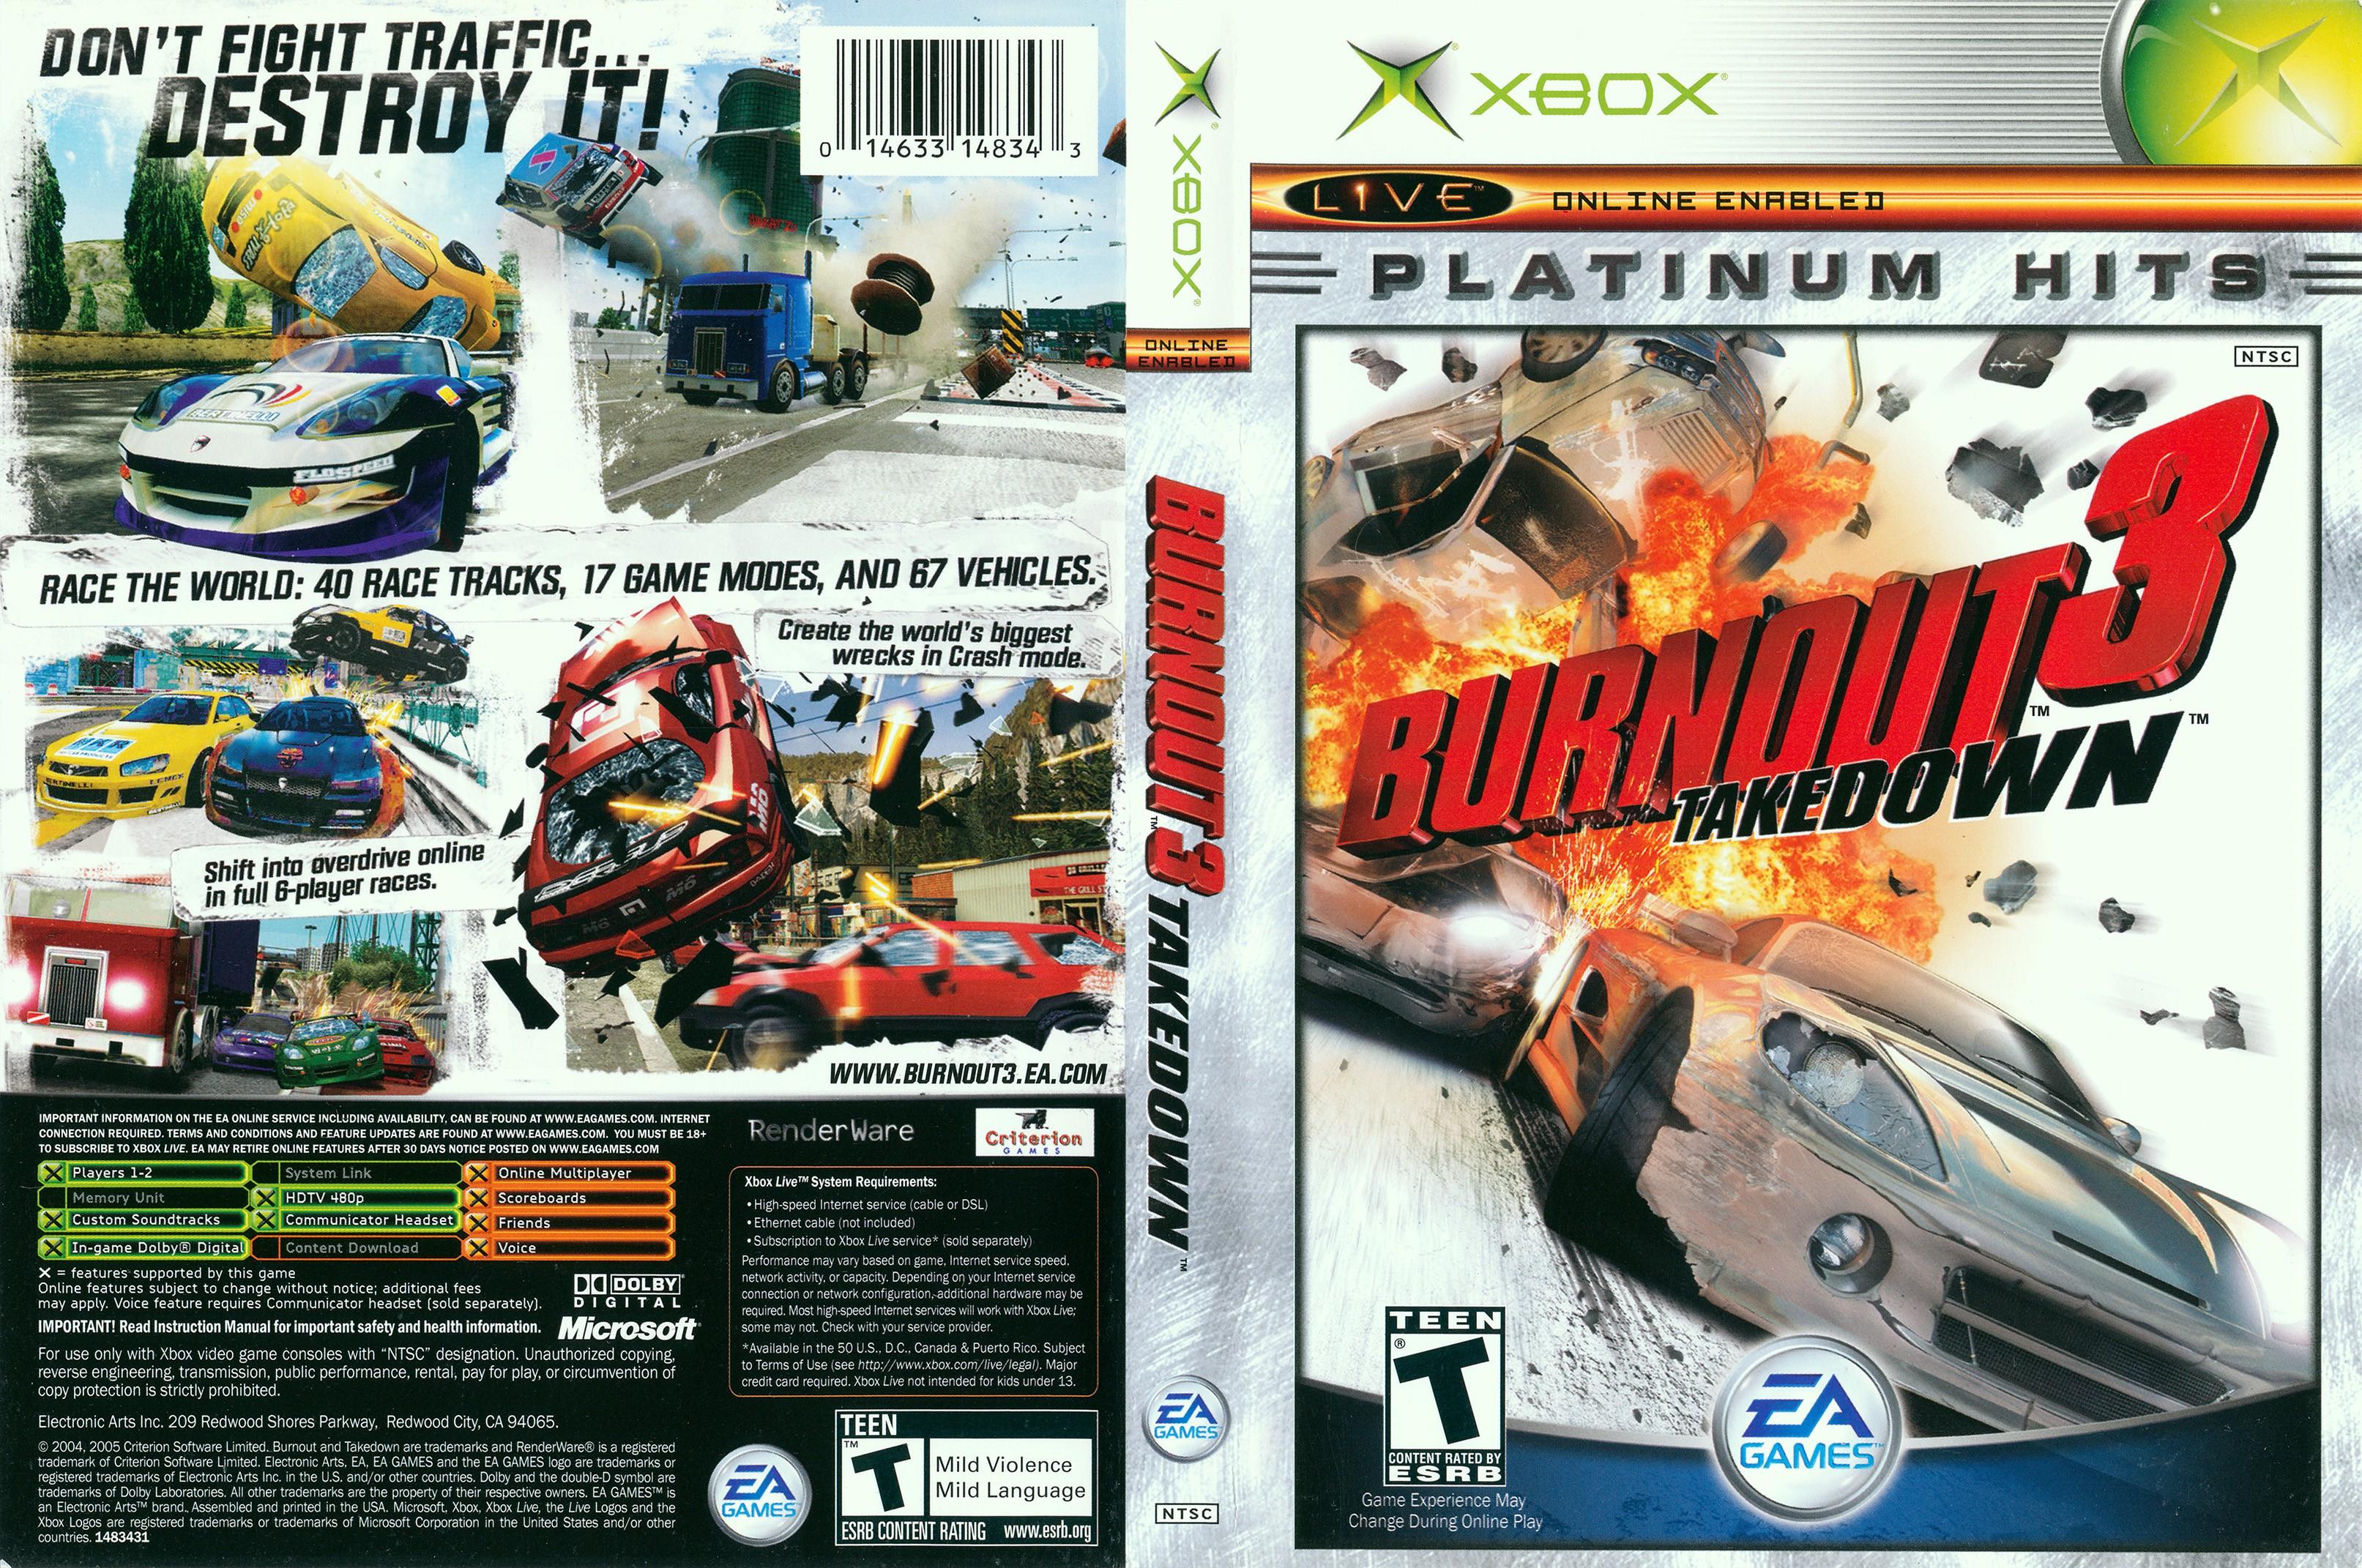 DON'T FIGHT TRAFFIC...
DESTROY IT!
0 14633 14834 3
BERTINELLI
FLOSPEED
RACE THE WORLD: 40 RACE TRACKS, 17 GAME MODES, AND 67 VEHICLES.
Create the world's biggest
wrecks in Crash mode.
Shift into overdrive online
in full 6-player races.
WWW.BURNOUT3.EA.COM
IMPORTANT INFORMATION ON THE EA ONLINE SERVICE INCLUDING AVAILABILITY, CAN BE FOUND AT WWW.EAGAMES.COM. INTERNET
CONNECTION REQUIRED. TERMS AND CONDITIONS AND FEATURE UPDATES ARE FOUND AT WWW.EAGAMES.COM. YOU MUST BE 18+
TO SUBSCRIBE TO XBOX LIVE. EA MAY RETIRE ONLINE FEATURES AFTER 30 DAYS NOTICE POSTED ON WWW.EAGAMES.COM
Players 1-2
System Link
Online Multiplayer
Memory Unit
HDTV 480p
Scoreboards
Custom Soundtracks
Communicator Headset
Friends
In-game Dolby® Digital
Content Download
Voice
X = features supported by this game
Online features subject to change without notice; additional fees
may apply. Voice feature requires Communicator headset (sold separately).
IMPORTANT! Read Instruction Manual for important safety and health information.
DOLBY
DIGITAL
Microsoft
For use only with Xbox video game consoles with “NTSC” designation. Unauthorized copying,
reverse engineering, transmission, public performance, rental, pay for play, or circumvention of
copy protection is strictly prohibited.
Electronic Arts Inc. 209 Redwood Shores Parkway, Redwood City, CA 94065.
© 2004, 2005 Criterion Software Limited. Burnout and Takedown are trademarks and RenderWare® is a registered
trademark of Criterion Software Limited. Electronic Arts, EA, EA GAMES and the EA GAMES logo are trademarks or
registered trademarks of Electronic Arts Inc. in the U.S. and/or other countries. Dolby and the double-D symbol are
trademarks of Dolby Laboratories. All other trademarks are the property of their respective owners. EA GAMES™ is
an Electronic Arts™ brand. Assembled and printed in the USA. Microsoft, Xbox, Xbox Live, the Live Logos and the
Xbox Logos are registered trademarks or trademarks of Microsoft Corporation in the United States and/or other
countries. 1483431
RenderWare
Criterion
GAMES
Xbox Live™ System Requirements:
• High-speed Internet service (cable or DSL)
• Ethernet cable (not included)
• Subscription to Xbox Live service* (sold separately)
Performance may vary based on game, Internet service speed,
network activity, or capacity. Depending on your Internet service
connection or network configuration, additional hardware may be
required. Most high-speed Internet services will work with Xbox Live;
some may not. Check with your service provider.
*Available in the 50 U.S., D.C., Canada & Puerto Rico. Subject
to Terms of Use (see http://www.xbox.com/live/legal). Major
credit card required. Xbox Live not intended for kids under 13.
EA
GAMES
TEEN
T™
Mild Violence
Mild Language
ESRB CONTENT RATING www.esrb.org
XBOX®
ONLINE
ENABLED
BURNOUT™ 3 TAKEDOWN™
EA
GAMES
NTSC
XBOX®
LIVE™ ONLINE ENABLED
PLATINUM HITS
NTSC
BURNOUT™ 3
TAKEDOWN™
TEEN
T®
CONTENT RATED BY
ESRB
Game Experience May
Change During Online Play
EA
GAMES™